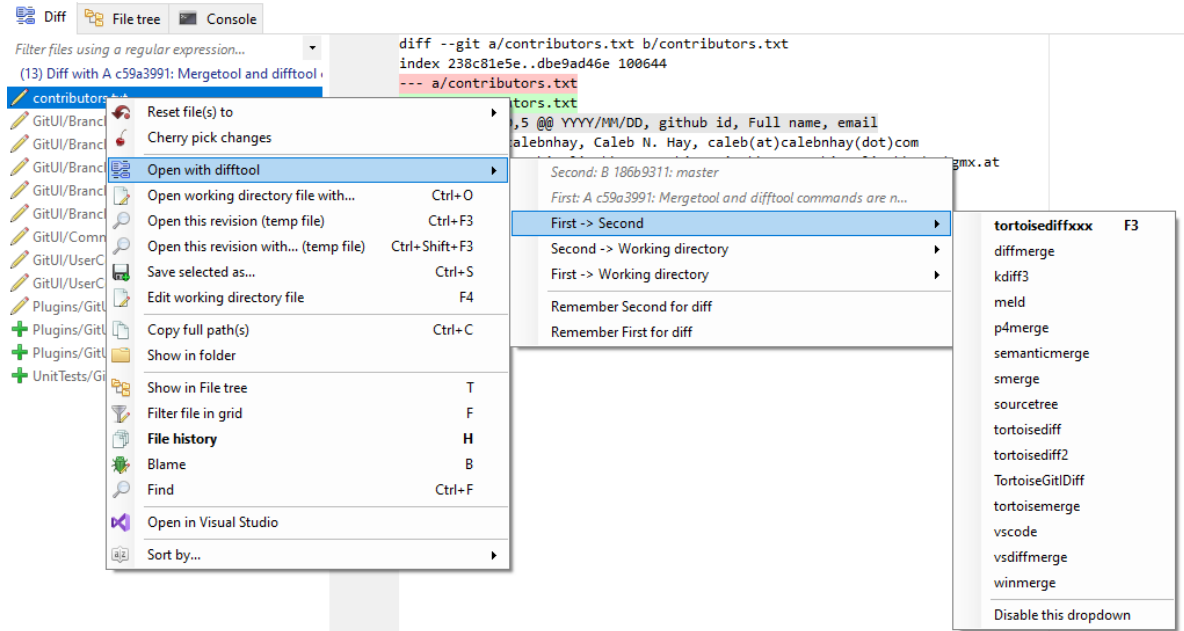 Diff File tree Console
Filter files using a regular expression...
(13) Diff with A c59a3991: Mergetool and difftool
contributors.txt
GitUI/Branc
GitUI/Branc
GitUI/Branc
GitUI/Branc
GitUI/Branc
GitUI/Comn
GitUI/UserC
GitUI/UserC
Plugins/GitU
Plugins/GitU
Plugins/GitU
UnitTests/Gi
diff --git a/contributors.txt b/contributors.txt
index 238c81e5e..dbe9ad46e 100644
--- a/contributors.txt
tors.txt
,5 @@ YYYY/MM/DD, github id, Full name, email
calebnhay, Caleb N. Hay, caleb(at)calebnhay(dot)com
gmx.at
Reset file(s) to
Cherry pick changes
Open with difftool
Open working directory file with... Ctrl+O
Open this revision (temp file) Ctrl+F3
Open this revision with... (temp file) Ctrl+Shift+F3
Save selected as... Ctrl+S
Edit working directory file F4
Copy full path(s) Ctrl+C
Show in folder
Show in File tree T
Filter file in grid F
File history H
Blame B
Find Ctrl+F
Open in Visual Studio
Sort by...
Second: B 186b9311: master
First: A c59a3991: Mergetool and difftool commands are n...
First -> Second
Second -> Working directory
First -> Working directory
Remember Second for diff
Remember First for diff
tortoisediffxxx F3
diffmerge
kdiff3
meld
p4merge
semanticmerge
smerge
sourcetree
tortoisediff
tortoisediff2
TortoiseGitIDiff
tortoisemerge
vscode
vsdiffmerge
winmerge
Disable this dropdown